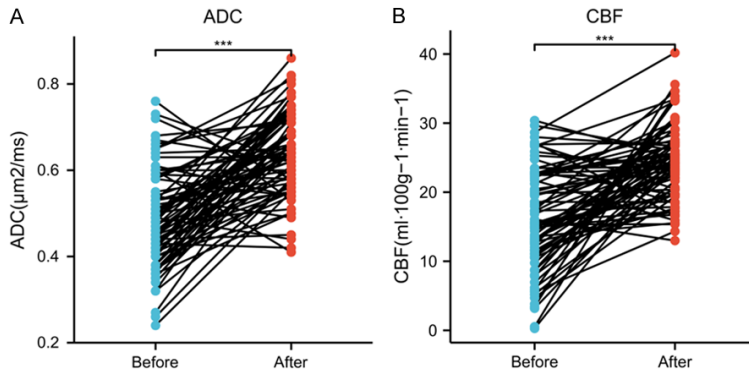 A
ADC
***
ADC(μm2/ms)
0.8
0.6
0.4
0.2
Before
After
B
CBF
***
CBF(ml·100g−1·min−1)
40
30
20
10
0
Before
After